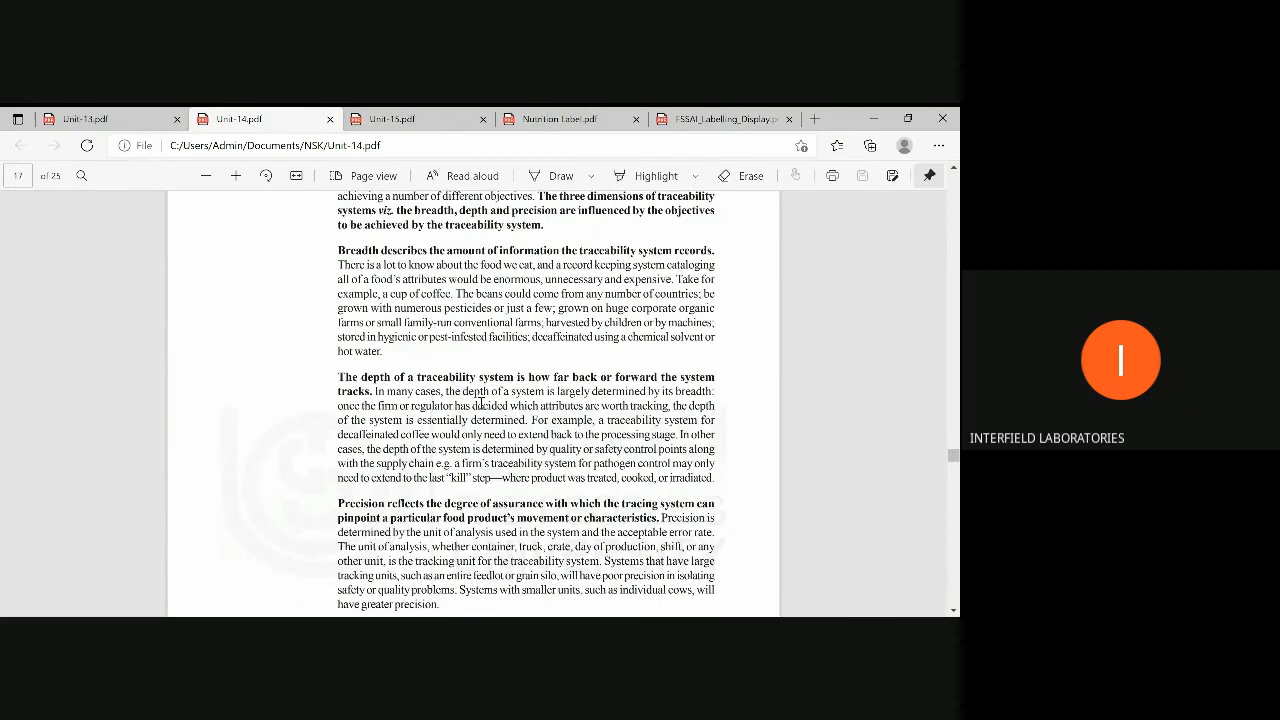 Unit-13.pdf
Unit-14.pdf
Unit-15.pdf
Nutrition Label.pdf
FSSAI_Labelling_Display.p
File
C:/Users/Admin/Documents/NSK/Unit-14.pdf
17 of 25
Page view
Read aloud
Draw
Highlight
Erase
achieving a number of different objectives. The three dimensions of traceability
systems viz. the breadth, depth and precision are influenced by the objectives
to be achieved by the traceability system.
Breadth describes the amount of information the traceability system records.
There is a lot to know about the food we eat, and a record keeping system cataloging
all of a food's attributes would be enormous, unnecessary and expensive. Take for
example, a cup of coffee. The beans could come from any number of countries; be
grown with numerous pesticides or just a few; grown on huge corporate organic
farms or small family-run conventional farms; harvested by children or by machines;
stored in hygienic or pest-infested facilities; decaffeinated using a chemical solvent or
hot water.
The depth of a traceability system is how far back or forward the system
tracks. In many cases, the depth of a system is largely determined by its breadth:
once the firm or regulator has decided which attributes are worth tracking, the depth
of the system is essentially determined. For example, a traceability system for
decaffeinated coffee would only need to extend back to the processing stage. In other
cases, the depth of the system is determined by quality or safety control points along
with the supply chain e.g. a firm's traceability system for pathogen control may only
need to extend to the last "kill" step—where product was treated, cooked, or irradiated.
Precision reflects the degree of assurance with which the tracing system can
pinpoint a particular food product's movement or characteristics. Precision is
determined by the unit of analysis used in the system and the acceptable error rate.
The unit of analysis, whether container, truck, crate, day of production, shift, or any
other unit, is the tracking unit for the traceability system. Systems that have large
tracking units, such as an entire feedlot or grain silo, will have poor precision in isolating
safety or quality problems. Systems with smaller units, such as individual cows, will
have greater precision.
I
INTERFIELD LABORATORIES